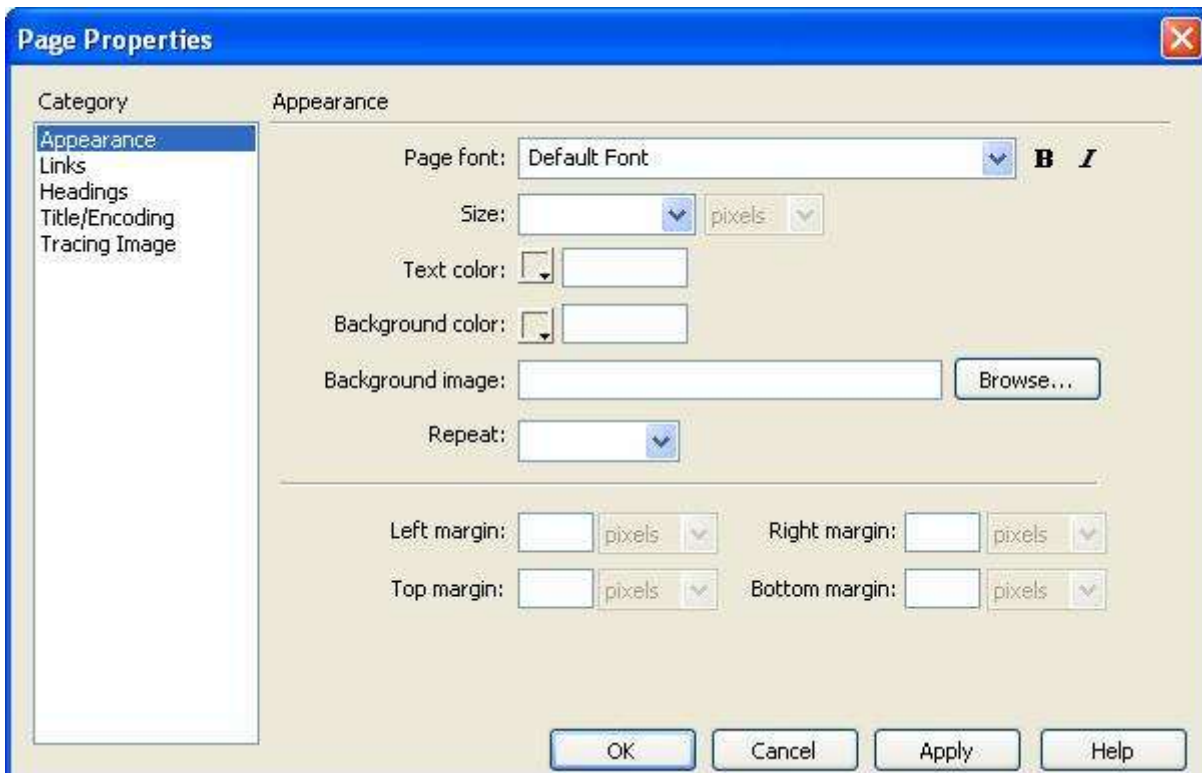 Page Properties
Category
Appearance
Links
Headings
Title/Encoding
Tracing Image
Appearance
Page font: Default Font B I
Size: pixels
Text color:
Background color:
Background image: Browse...
Repeat:
Left margin: pixels Right margin: pixels
Top margin: pixels Bottom margin: pixels
OK Cancel Apply Help